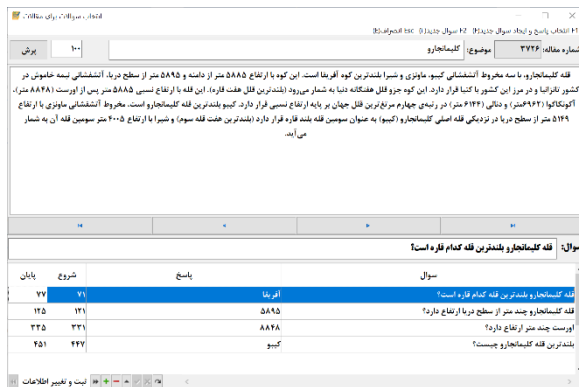 انتخاب سوالات برای مقالات
F1 انتخاب پاسخ و ایجاد سوال جدید F2 سوال جدید Esc انصراف
شماره مقاله: ۳۷۲۶ موضوع: کلیمانجارو ۱۰۰ پرش
قله کلیمانجارو، با سه مخروط آتشفشانی کیبو، ماونزی و شیرا بلندترین کوه آفریقا است. این کوه با ارتفاع ۵۸۸۵ متر از دامنه و ۵۸۹۵ متر از سطح دریا، آتشفشانی نیمه خاموش در
کشور تانزانیا و در مرز این کشور با کنیا قرار دارد. این کوه جزو قلل هفتگانه دنیا به شمار می‌رود (بلندترین قلل هفت قاره). این قله با ارتفاع نسبی ۵۸۸۵ متر پس از اورست (۸۸۴۸ متر)،
آکونکاگوا (۶۹۶۲متر) و دنالی (۶۱۴۴ متر) در رتبه‌ی چهارم مرتفع‌ترین قلل جهان بر پایه ارتفاع نسبی قرار دارد. کیبو بلندترین قله کلیمانجارو است. مخروط آتشفشانی ماونزی با ارتفاع
۵۱۴۹ متر از سطح دریا در نزدیکی قله اصلی کلیمانجارو (کیبو) به عنوان سومین قله بلند قاره قرار دارد (بلندترین هفت قله سوم) و شیرا با ارتفاع ۴۰۰۵ متر سومین قله آن به شمار
می‌آید.
سوال: قله کلیمانجارو بلندترین قله کدام قاره است؟
سوال پاسخ شروع پایان
قله کلیمانجارو بلندترین قله کدام قاره است؟ آفریقا ۷۱ ۷۷
قله کلیمانجارو چند متر از سطح دریا ارتفاع دارد؟ ۵۸۹۵ ۱۲۱ ۱۲۵
اورست چند متر ارتفاع دارد؟ ۸۸۴۸ ۳۳۱ ۳۳۵
بلندترین قله کلیمانجارو چیست؟ کیبو ۴۴۷ ۴۵۱
ثبت و تغییر اطلاعات